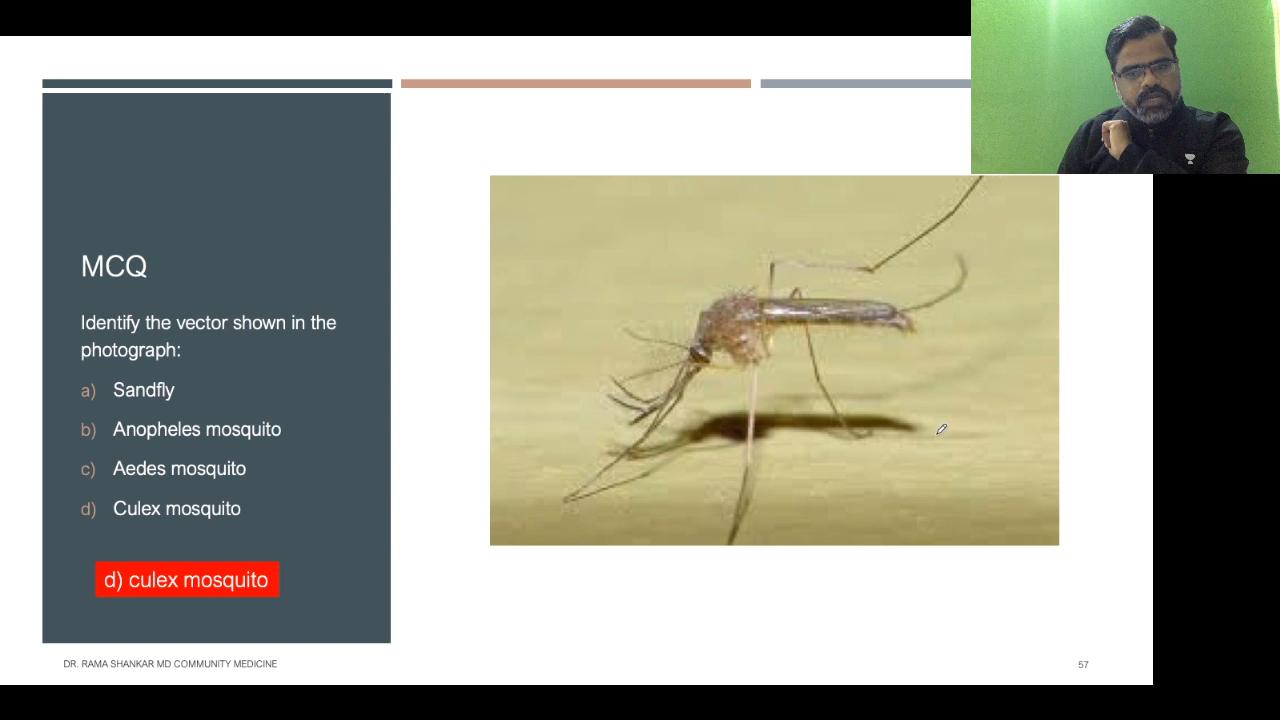 MCQ
Identify the vector shown in the
photograph:
a) Sandfly
b) Anopheles mosquito
c) Aedes mosquito
d) Culex mosquito
d) culex mosquito
DR. RAMA SHANKAR MD COMMUNITY MEDICINE
57